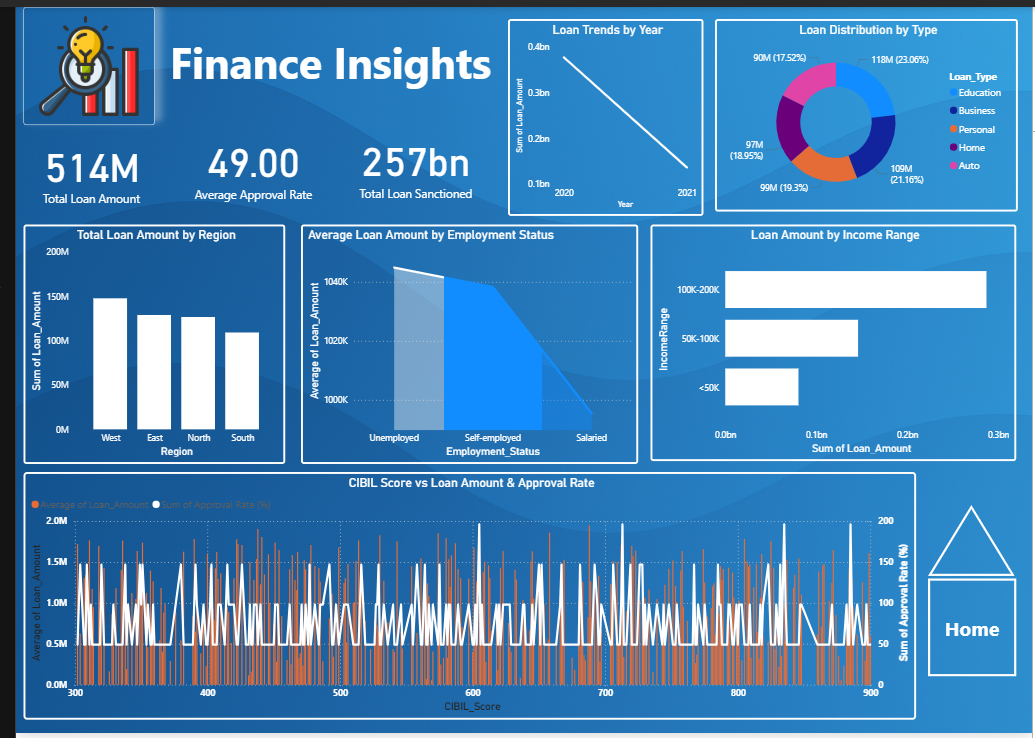 Finance Insights
514M
Total Loan Amount
49.00
Average Approval Rate
257bn
Total Loan Sanctioned
Loan Trends by Year
0.4bn
0.3bn
0.2bn
0.1bn
Sum of Loan_Amount
2020
2021
Year
Loan Distribution by Type
90M (17.52%)
118M (23.06%)
97M
(18.95%)
99M (19.3%)
109M
(21.16%)
Loan_Type
Education
Business
Personal
Home
Auto
Total Loan Amount by Region
200M
150M
100M
50M
0M
Sum of Loan_Amount
West
East
North
South
Region
Average Loan Amount by Employment Status
1040K
1020K
1000K
Average of Loan_Amount
Unemployed
Self-employed
Salaried
Employment_Status
Loan Amount by Income Range
100K-200K
50K-100K
<50K
IncomeRange
0.0bn
0.1bn
0.2bn
0.3bn
Sum of Loan_Amount
CIBIL Score vs Loan Amount & Approval Rate
Average of Loan_Amount
Sum of Approval Rate (%)
2.0M
1.5M
1.0M
0.5M
0.0M
Average of Loan_Amount
200
150
100
50
0
Sum of Approval Rate (%)
300
400
500
600
700
800
900
CIBIL_Score
Home